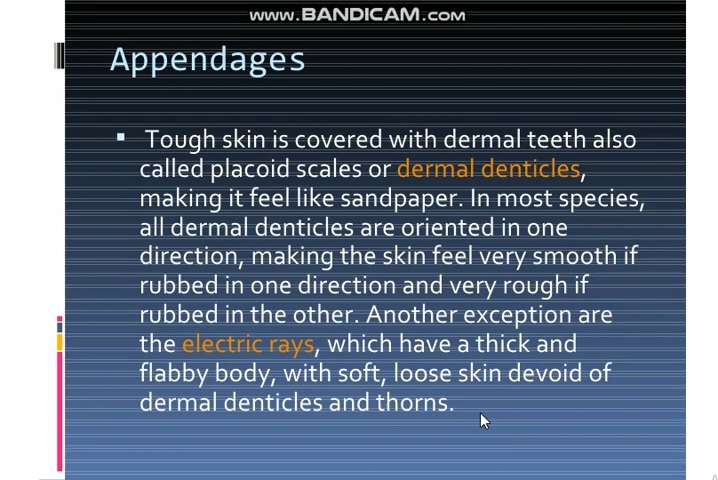 www.BANDICAM.com
Appendages
Tough skin is covered with dermal teeth also
called placoid scales or dermal denticles,
making it feel like sandpaper. In most species,
all dermal denticles are oriented in one
direction, making the skin feel very smooth if
rubbed in one direction and very rough if
rubbed in the other. Another exception are
the electric rays, which have a thick and
flabby body, with soft, loose skin devoid of
dermal denticles and thorns.